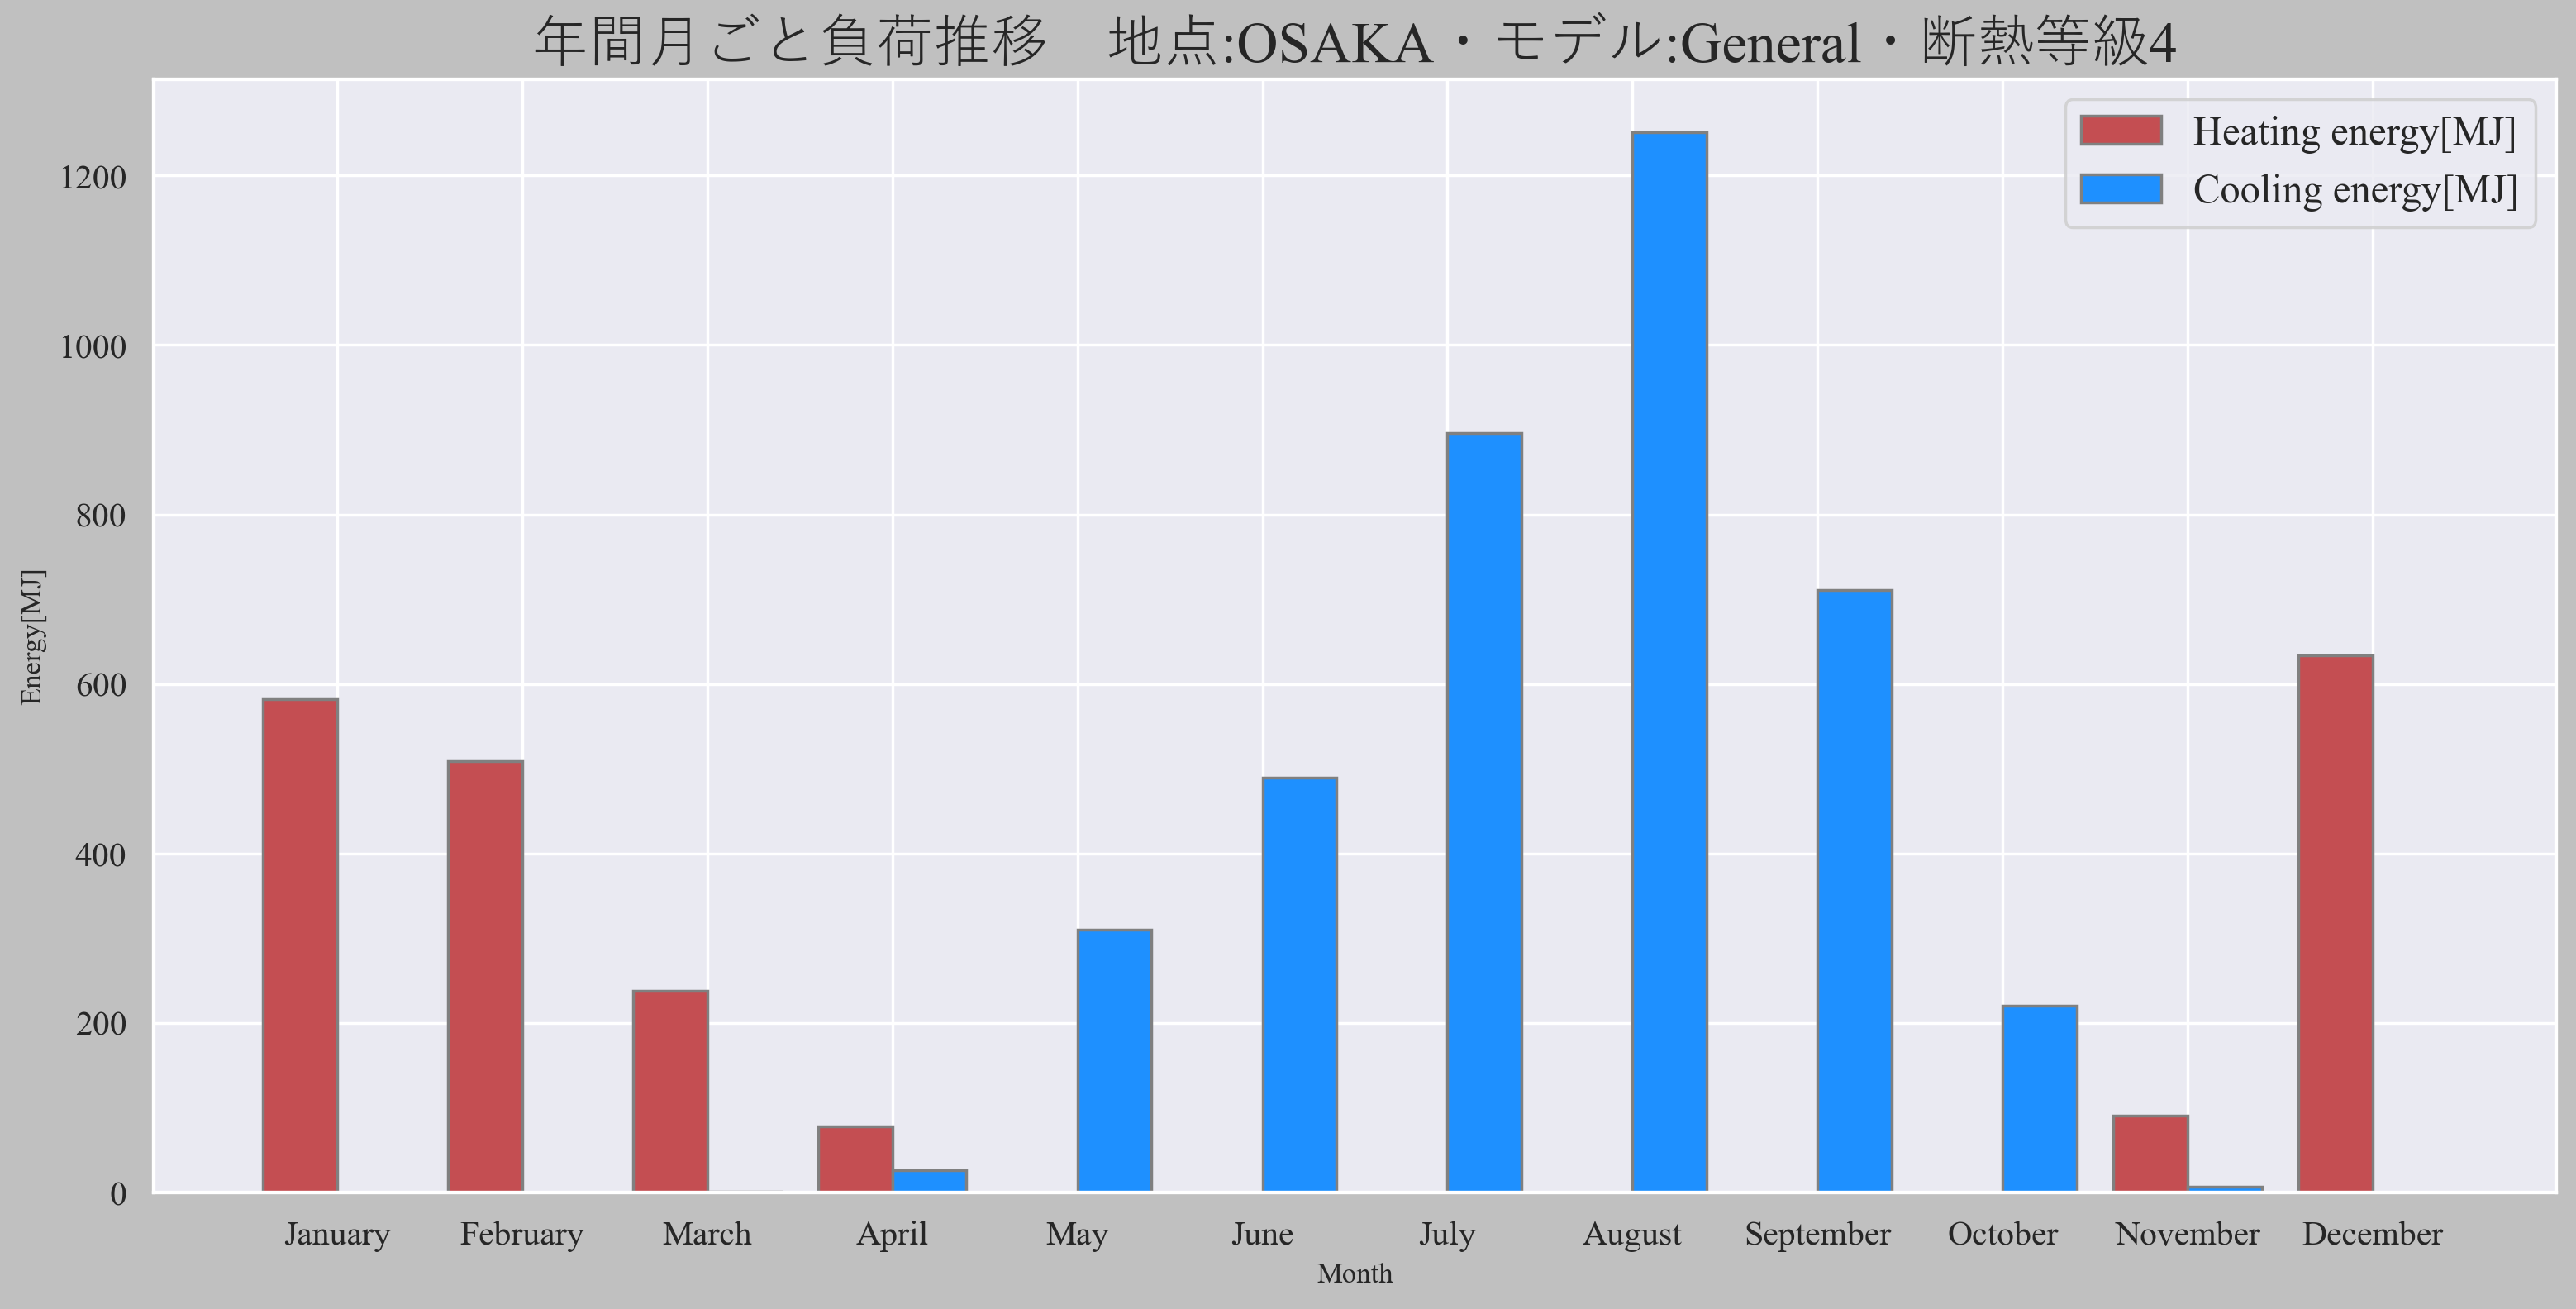 年間月ごと負荷推移　地点:OSAKA・モデル:General・断熱等級4
Heating energy[MJ]
Cooling energy[MJ]
1200
1000
800
600
400
200
0
Energy[MJ]
January February March April May June July August September October November December
Month